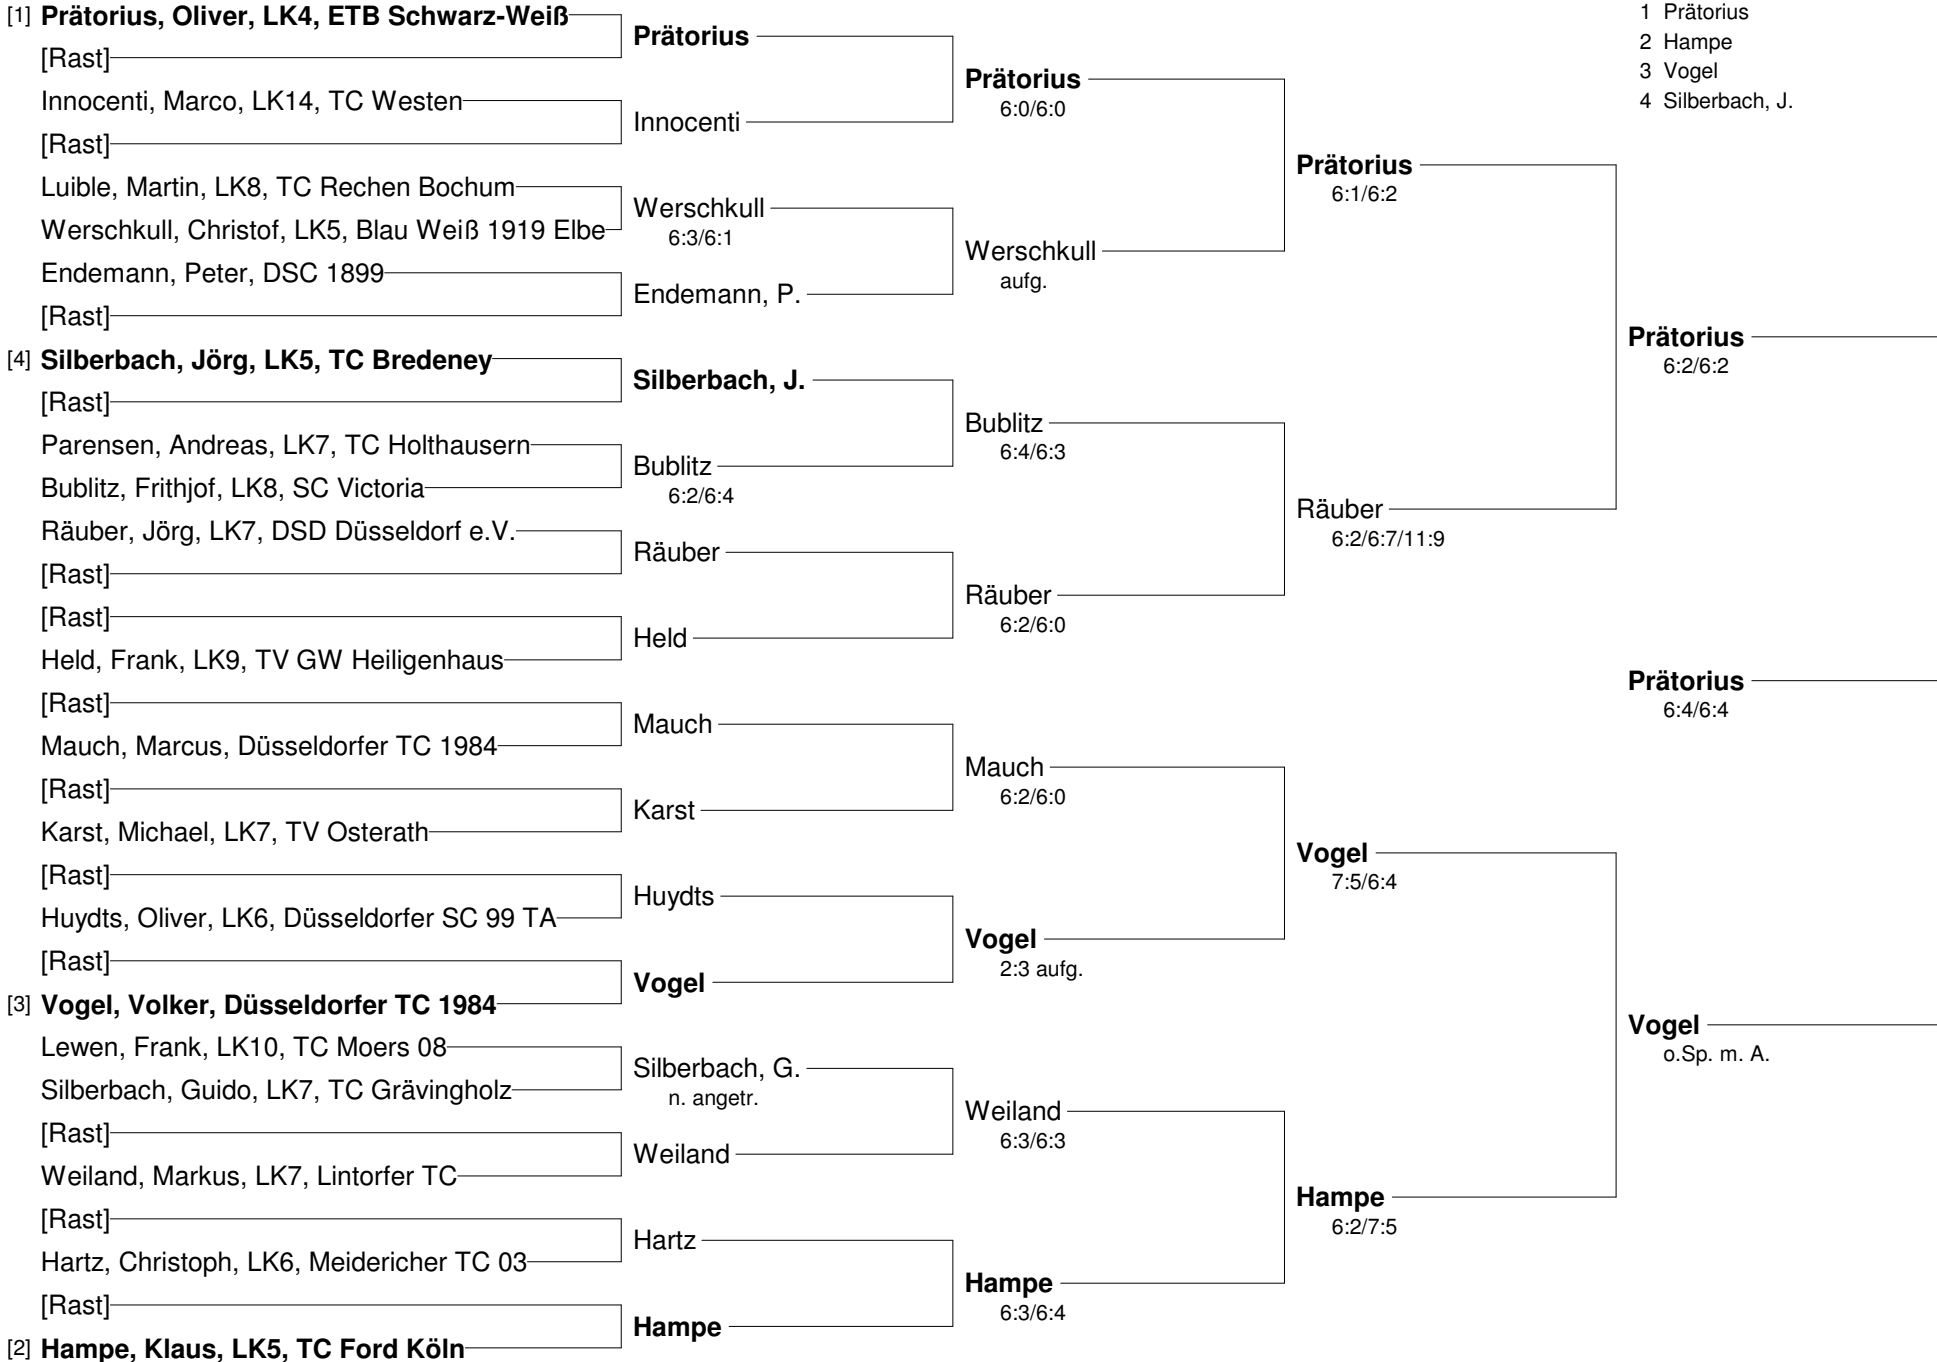 [1] Prätorius, Oliver, LK4, ETB Schwarz-Weiß
[Rast]
Innocenti, Marco, LK14, TC Westen
[Rast]
Luible, Martin, LK8, TC Rechen Bochum
Werschkull, Christof, LK5, Blau Weiß 1919 Elbe
Endemann, Peter, DSC 1899
[Rast]
[4] Silberbach, Jörg, LK5, TC Bredeney
[Rast]
Parensen, Andreas, LK7, TC Holthausern
Bublitz, Frithjof, LK8, SC Victoria
Räuber, Jörg, LK7, DSD Düsseldorf e.V.
[Rast]
[Rast]
Held, Frank, LK9, TV GW Heiligenhaus
[Rast]
Mauch, Marcus, Düsseldorfer TC 1984
[Rast]
Karst, Michael, LK7, TV Osterath
[Rast]
Huydts, Oliver, LK6, Düsseldorfer SC 99 TA
[Rast]
[3] Vogel, Volker, Düsseldorfer TC 1984
Lewen, Frank, LK10, TC Moers 08
Silberbach, Guido, LK7, TC Grävingholz
[Rast]
Weiland, Markus, LK7, Lintorfer TC
[Rast]
Hartz, Christoph, LK6, Meidericher TC 03
[Rast]
[2] Hampe, Klaus, LK5, TC Ford Köln
Prätorius
Innocenti
Werschkull
6:3/6:1
Endemann, P.
Silberbach, J.
Bublitz
6:2/6:4
Räuber
Held
Mauch
Karst
Huydts
Vogel
Silberbach, G.
n. angetr.
Weiland
Hartz
Hampe
Prätorius
6:0/6:0
Werschkull
aufg.
Bublitz
6:4/6:3
Räuber
6:2/6:0
Mauch
6:2/6:0
Vogel
2:3 aufg.
Weiland
6:3/6:3
Hampe
6:3/6:4
Prätorius
6:1/6:2
Räuber
6:2/6:7/11:9
Vogel
7:5/6:4
Hampe
6:2/7:5
1 Prätorius
2 Hampe
3 Vogel
4 Silberbach, J.
Prätorius
6:2/6:2
Prätorius
6:4/6:4
Vogel
o.Sp. m. A.